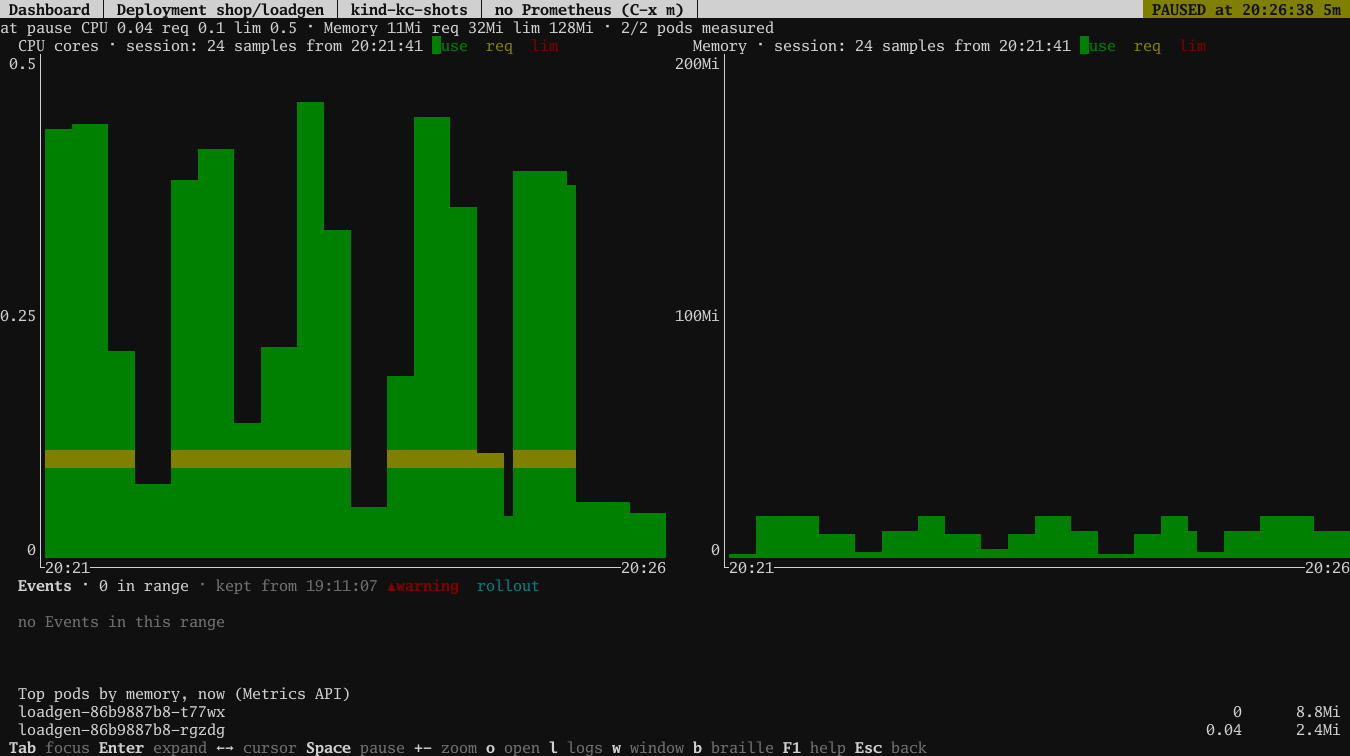 Dashboard Deployment shop/loadgen kind-kc-shots no Prometheus (C-x m) PAUSED at 20:26:38 5m
at pause CPU 0.04 req 0.1 lim 0.5 · Memory 11Mi req 32Mi lim 128Mi · 2/2 pods measured
CPU cores · session: 24 samples from 20:21:41 use req lim
0.5
0.25
0
20:21 20:26
Memory · session: 24 samples from 20:21:41 use req lim
200Mi
100Mi
0
20:21 20:26
Events · 0 in range · kept from 19:11:07 ▲warning rollout
no Events in this range
Top pods by memory, now (Metrics API)
loadgen-86b9887b8-t77wx 0 8.8Mi
loadgen-86b9887b8-rgzdg 0.04 2.4Mi
Tab focus Enter expand ←→ cursor Space pause +− zoom o open l logs w window b braille F1 help Esc back